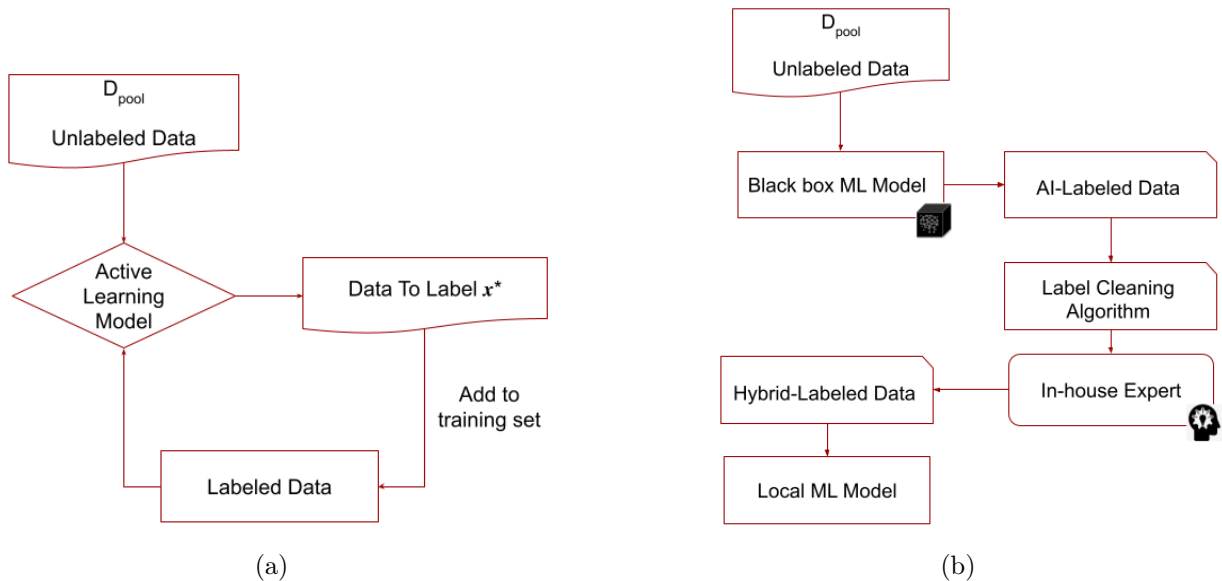 D_pool
Unlabeled Data
Active
Learning
Model
Data To Label x*
Add to
training set
Labeled Data
(a)
D_pool
Unlabeled Data
Black box ML Model
AI-Labeled Data
Label Cleaning
Algorithm
In-house Expert
Hybrid-Labeled Data
Local ML Model
(b)